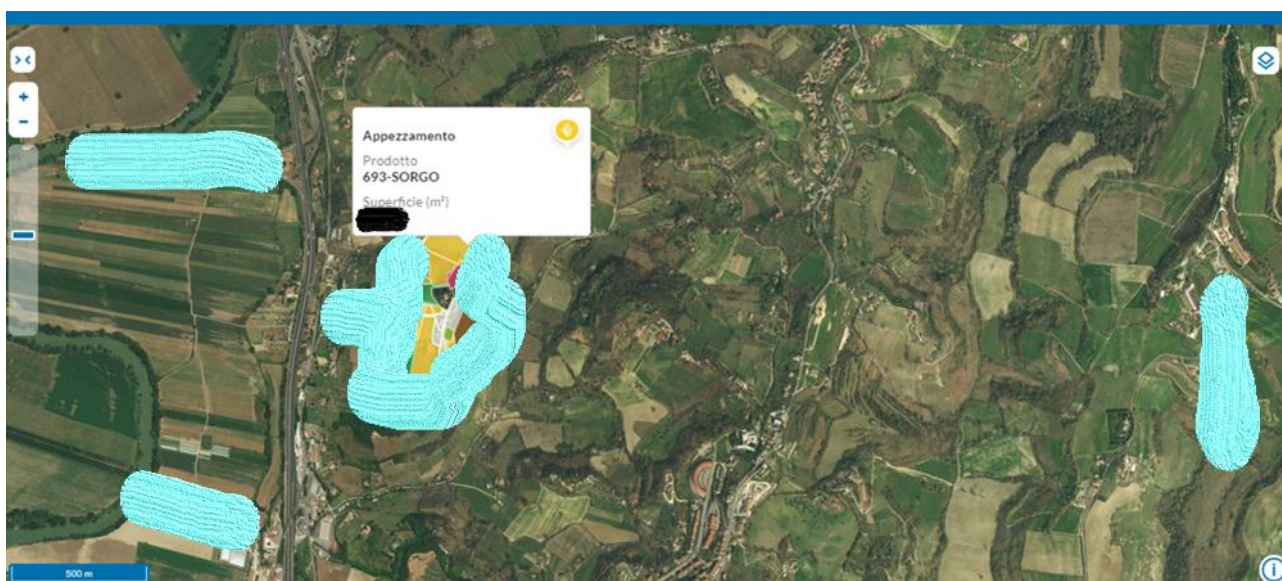 Appezzamento
Prodotto
693-SORGO
Superficie (m²)
500 m